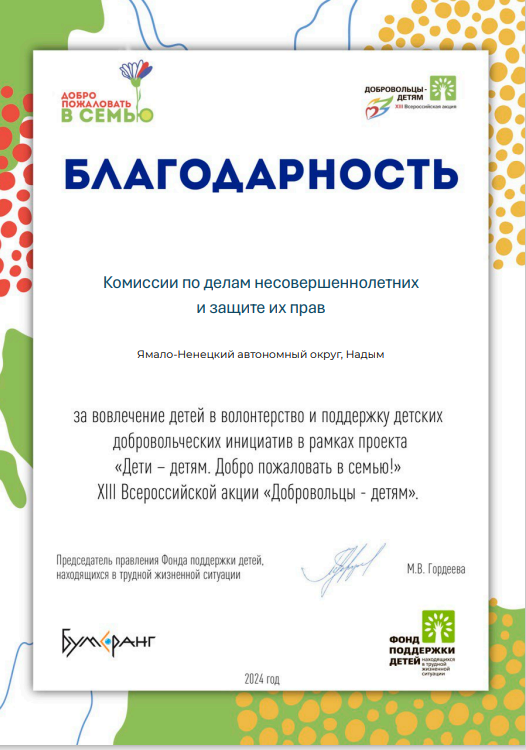 ДОБРО
ПОЖАЛОВАТЬ
В СЕМЬЮ
ДОБРОВОЛЬЦЫ -
ДЕТЯМ
XIII Всероссийская акция
БЛАГОДАРНОСТЬ
Комиссии по делам несовершеннолетних
и защите их прав
Ямало-Ненецкий автономный округ, Надым
за вовлечение детей в волонтерство и поддержку детских
добровольческих инициатив в рамках проекта
«Дети – детям. Добро пожаловать в семью!»
XIII Всероссийской акции «Добровольцы - детям».
Председатель правления Фонда поддержки детей,
находящихся в трудной жизненной ситуации
М.В. Гордеева
БУМЕРАНГ
ФОНД
ПОДДЕРЖКИ
ДЕТЕЙ
находящихся
в трудной
жизненной
ситуации
2024 год